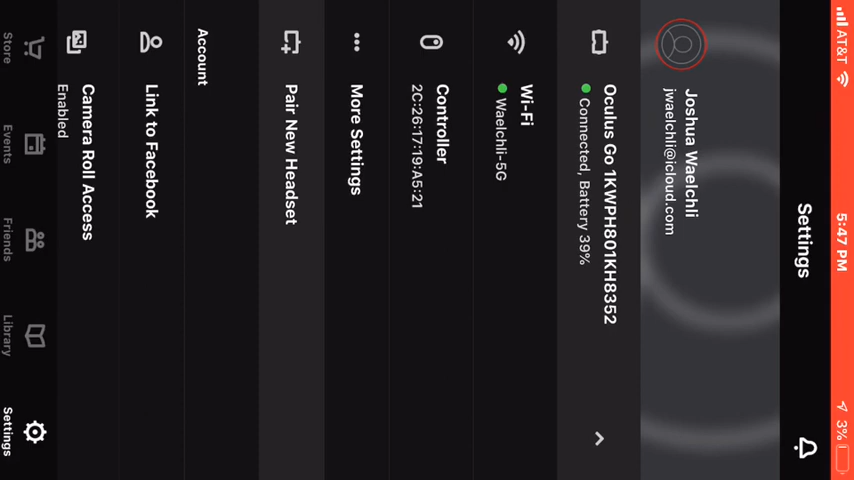 AT&T 5:47 PM 3%
Settings
Joshua Waelchli
jwaelchli@icloud.com
Oculus Go 1KWPH801KH8352
Connected, Battery 39%
Wi-Fi
Waelchli-5G
Controller
2C:26:17:19:A5:21
More Settings
Pair New Headset
Account
Link to Facebook
Camera Roll Access
Enabled
Store Events Friends Library Settings